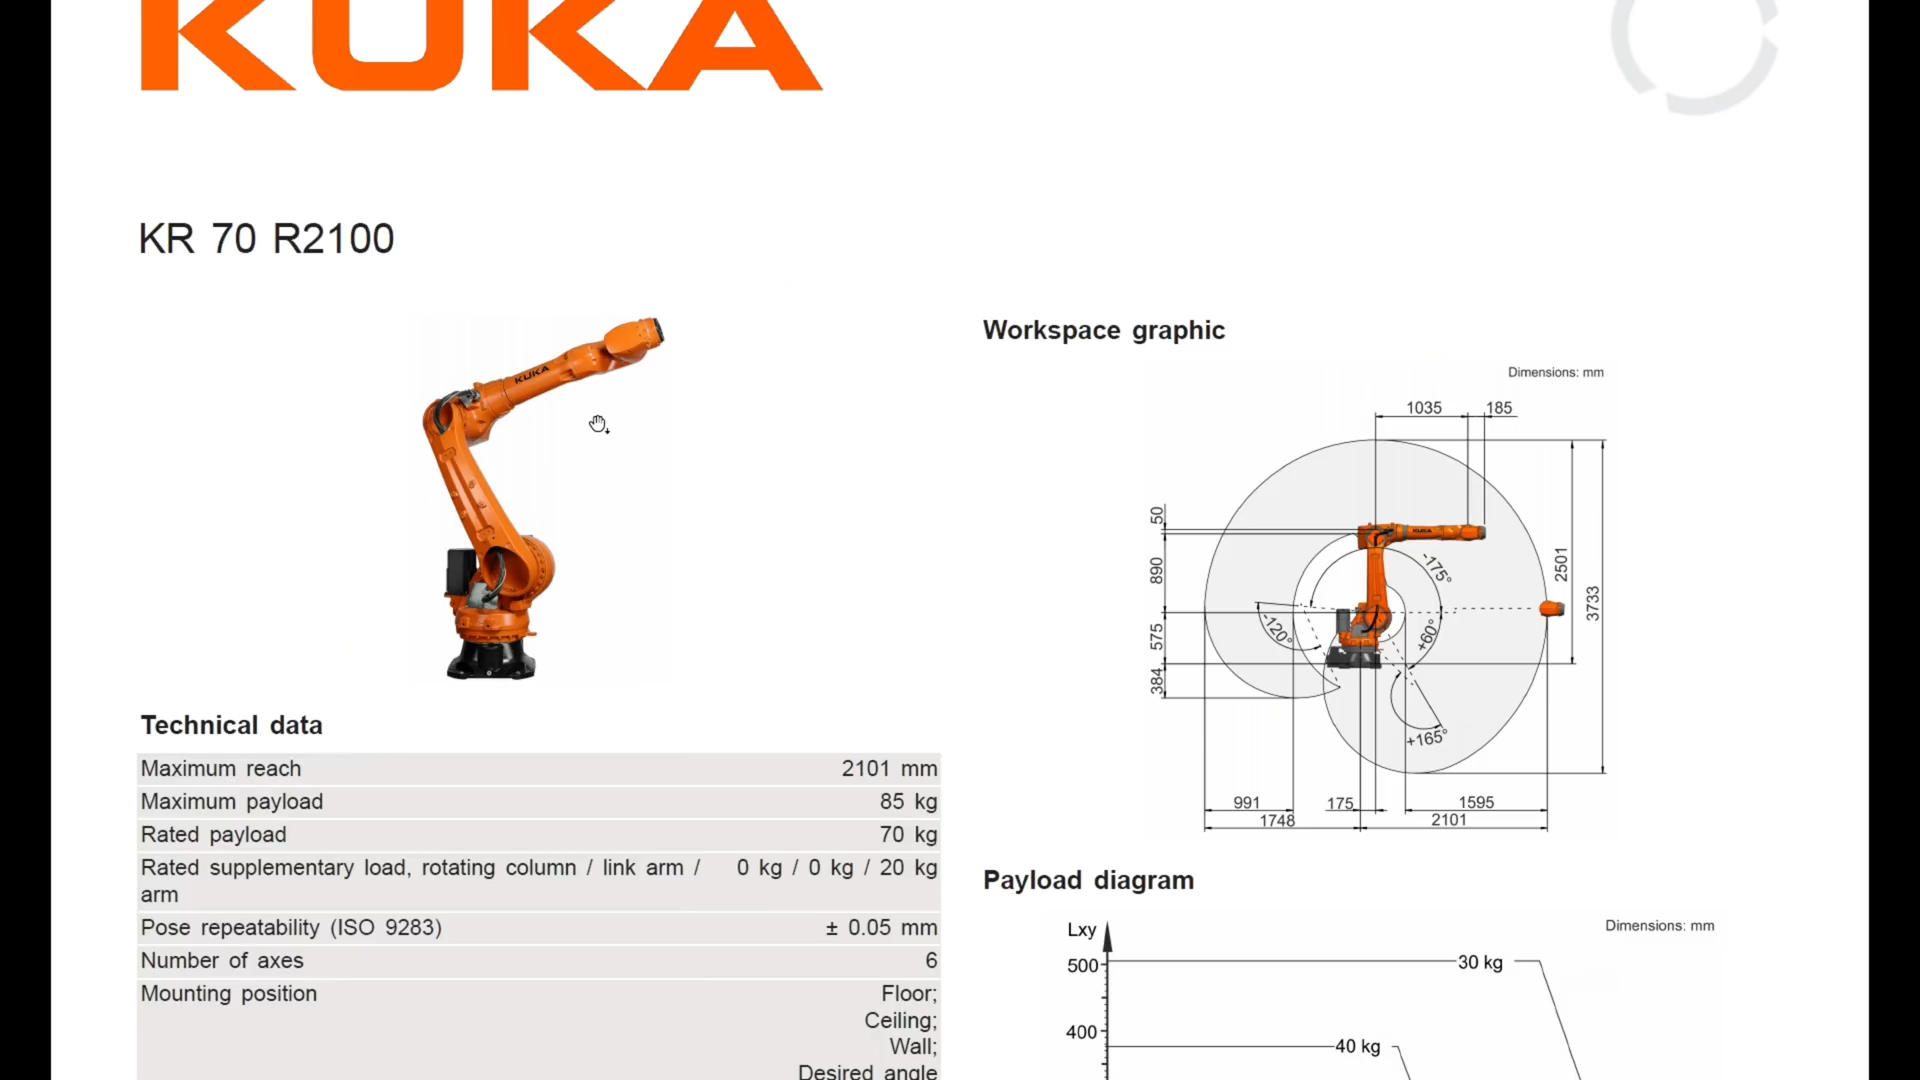 KUKA
KR 70 R2100
KUKA
Technical data
Maximum reach 2101 mm
Maximum payload 85 kg
Rated payload 70 kg
Rated supplementary load, rotating column / link arm / 0 kg / 0 kg / 20 kg
arm
Pose repeatability (ISO 9283) ± 0.05 mm
Number of axes 6
Mounting position Floor;
Ceiling;
Wall;
Desired angle
Workspace graphic
Dimensions: mm
1035 185
50
890
575
384
KUKA
-175°
-120°
+60°
+165°
2501
3733
991 175 1595
1748 2101
Payload diagram
Dimensions: mm
Lxy
500 30 kg
400
40 kg